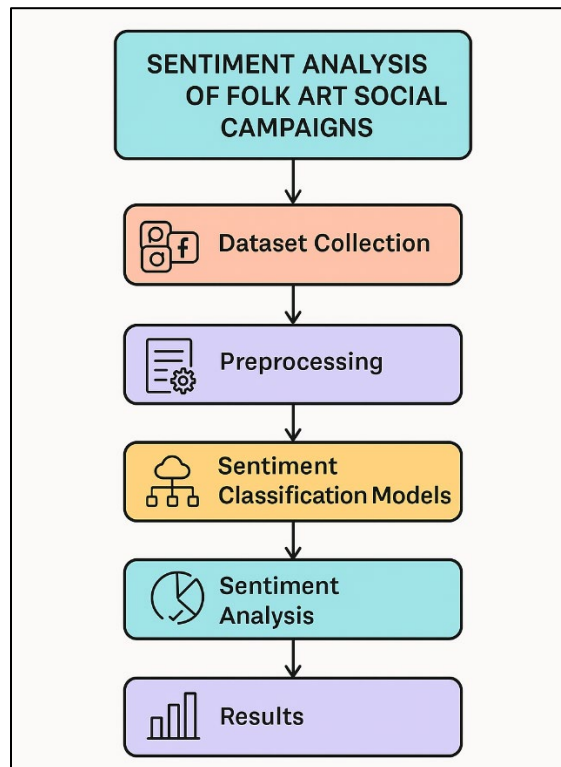 SENTIMENT ANALYSIS
OF FOLK ART SOCIAL
CAMPAIGNS
Dataset Collection
Preprocessing
Sentiment
Classification Models
Sentiment
Analysis
Results